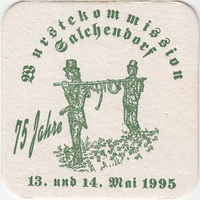 Wurstekommission
Salchendorf
75 Jahre
13. und 14. Mai 1995